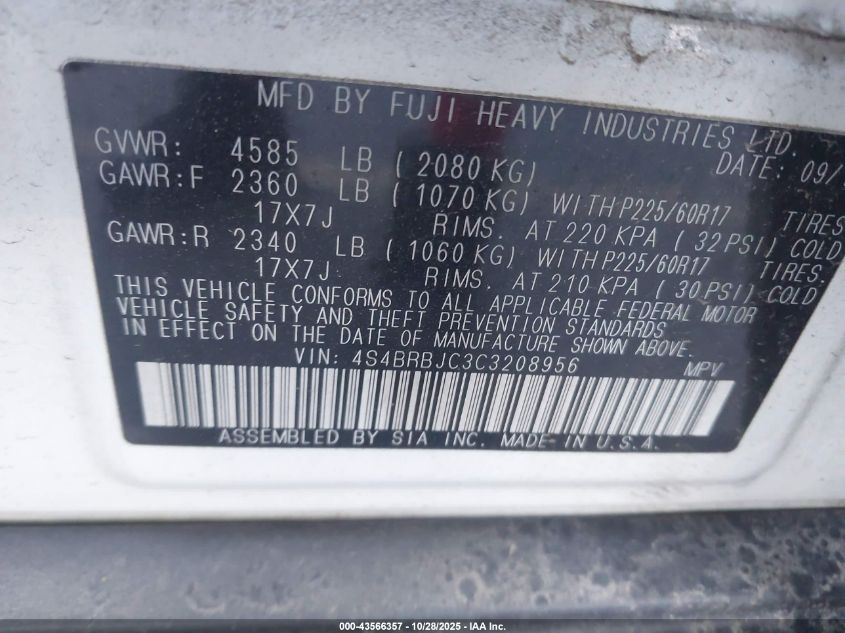 MFD BY FUJI HEAVY INDUSTRIES LTD.
GVWR: 4585 LB ( 2080 KG) DATE: 09/
GAWR:F 2360 LB ( 1070 KG) WITH P225/60R17 TIRES
17X7J RIMS. AT 220 KPA ( 32 PSI) COLD
GAWR:R 2340 LB ( 1060 KG) WITH P225/60R17 TIRES.
17X7J RIMS. AT 210 KPA ( 30 PSI) COLD
THIS VEHICLE CONFORMS TO ALL APPLICABLE FEDERAL MOTOR
VEHICLE SAFETY AND THEFT PREVENTION STANDARDS
IN EFFECT ON THE DATE OF MANUFACTURE SHOWN ABOVE.
VIN: 4S4BRBJC3C3208956 MPV
ASSEMBLED BY SIA INC. MADE IN U.S.A.
000-43566357 - 10/28/2025 - IAA Inc.